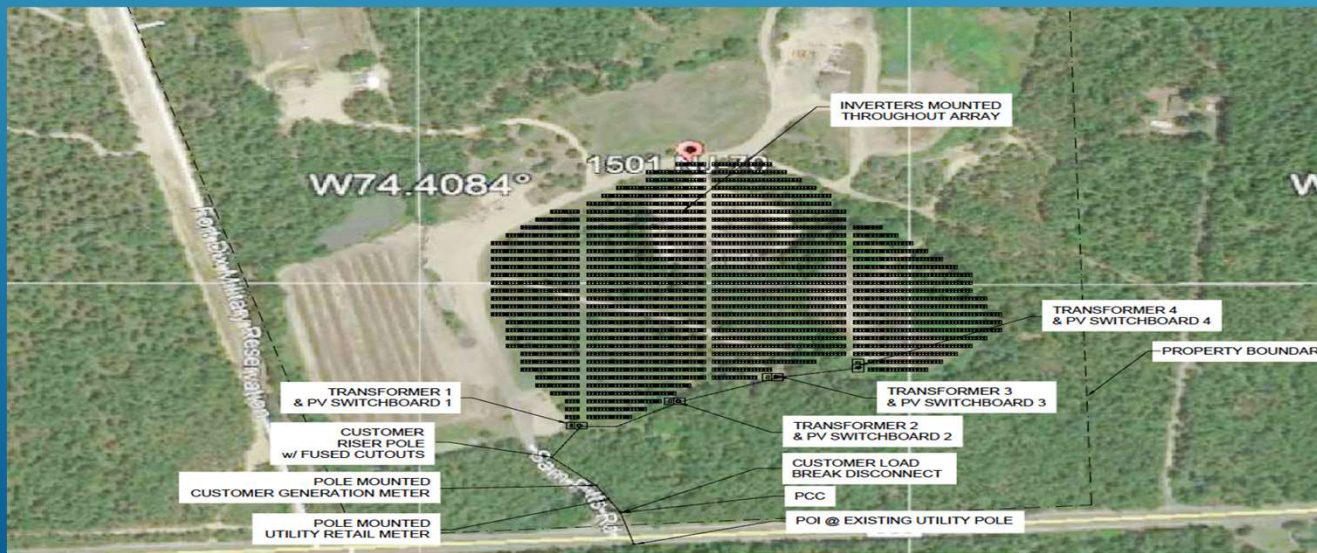 INVERTERS MOUNTED
THROUGHOUT ARRAY
1501
W74.4084°
W
TRANSFORMER 4
& PV SWITCHBOARD 4
PROPERTY BOUNDAR
TRANSFORMER 1
& PV SWITCHBOARD 1
TRANSFORMER 3
& PV SWITCHBOARD 3
CUSTOMER
RISER POLE
w/ FUSED CUTOUTS
TRANSFORMER 2
& PV SWITCHBOARD 2
POLE MOUNTED
CUSTOMER GENERATION METER
CUSTOMER LOAD
BREAK DISCONNECT
PCC
POLE MOUNTED
UTILITY RETAIL METER
POI @ EXISTING UTILITY POLE
Military